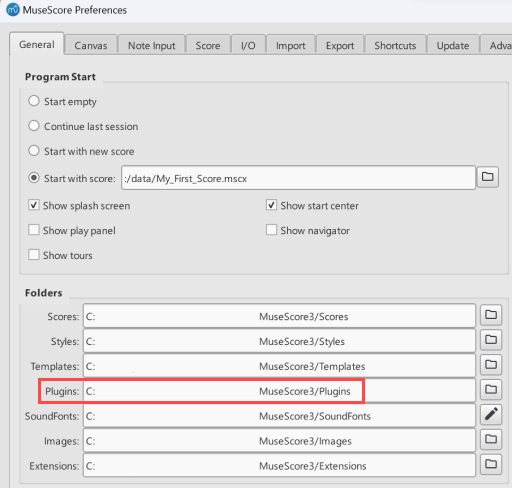 MuseScore Preferences
General Canvas Note Input Score I/O Import Export Shortcuts Update Adva
Program Start
Start empty
Continue last session
Start with new score
Start with score: :/data/My_First_Score.mscx
Show splash screen Show start center
Show play panel Show navigator
Show tours
Folders
Scores: C: MuseScore3/Scores
Styles: C: MuseScore3/Styles
Templates: C: MuseScore3/Templates
Plugins: C: MuseScore3/Plugins
SoundFonts: C: MuseScore3/SoundFonts
Images: C: MuseScore3/Images
Extensions: C: MuseScore3/Extensions